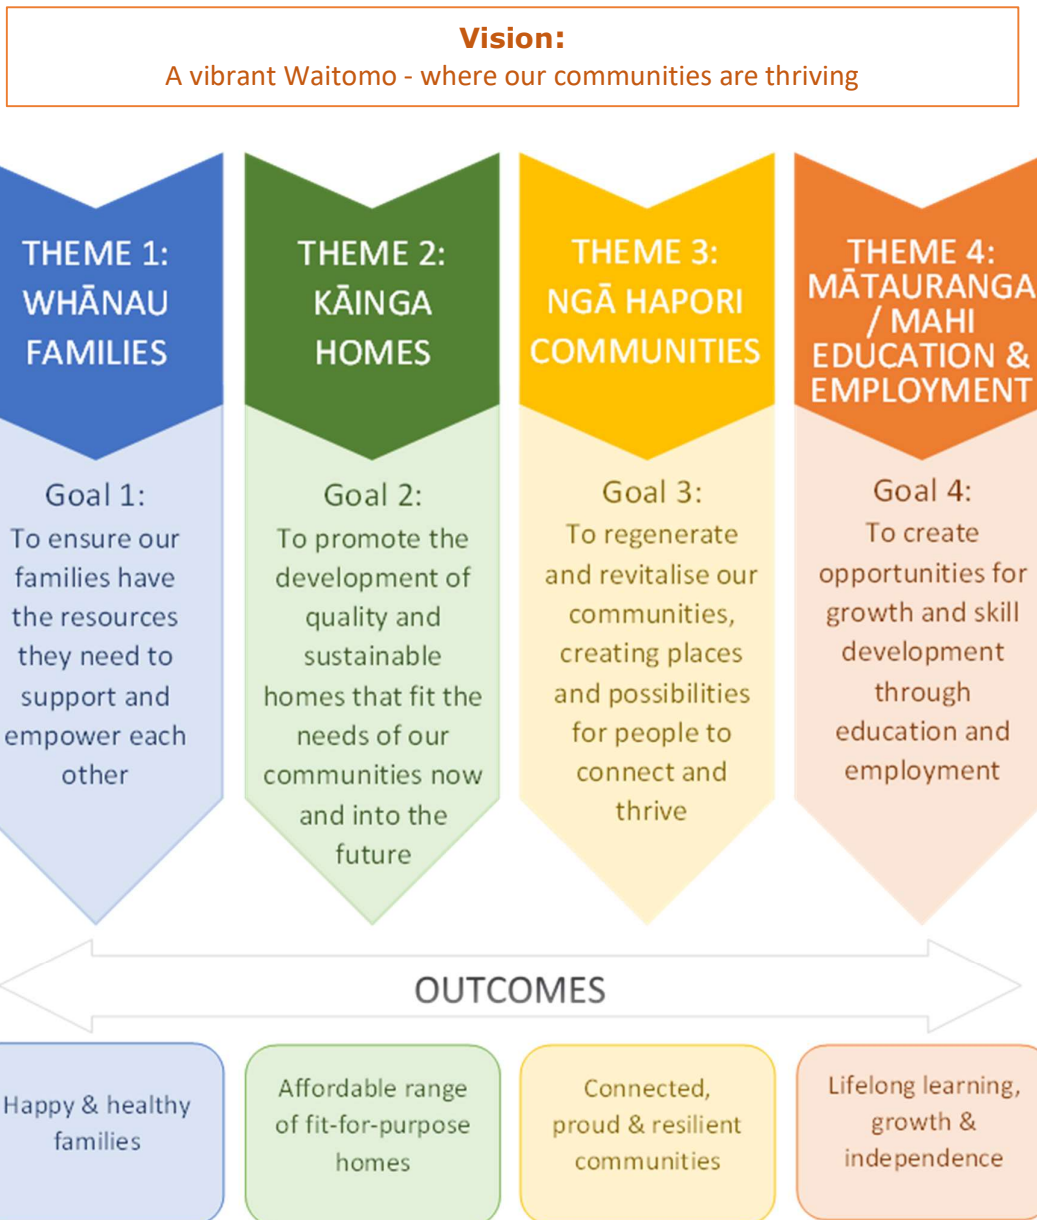 Vision:
A vibrant Waitomo - where our communities are thriving
THEME 1:
WHĀNAU
FAMILIES
Goal 1:
To ensure our
families have
the resources
they need to
support and
empower each
other
THEME 2:
KĀINGA
HOMES
Goal 2:
To promote the
development of
quality and
sustainable
homes that fit the
needs of our
communities now
and into the
future
THEME 3:
NGĀ HAPORI
COMMUNITIES
Goal 3:
To regenerate
and revitalise our
communities,
creating places
and possibilities
for people to
connect and
thrive
THEME 4:
MĀTAURANGA
/ MAHI
EDUCATION &
EMPLOYMENT
Goal 4:
To create
opportunities for
growth and skill
development
through
education and
employment
OUTCOMES
Happy & healthy
families
Affordable range
of fit-for-purpose
homes
Connected,
proud & resilient
communities
Lifelong learning,
growth &
independence